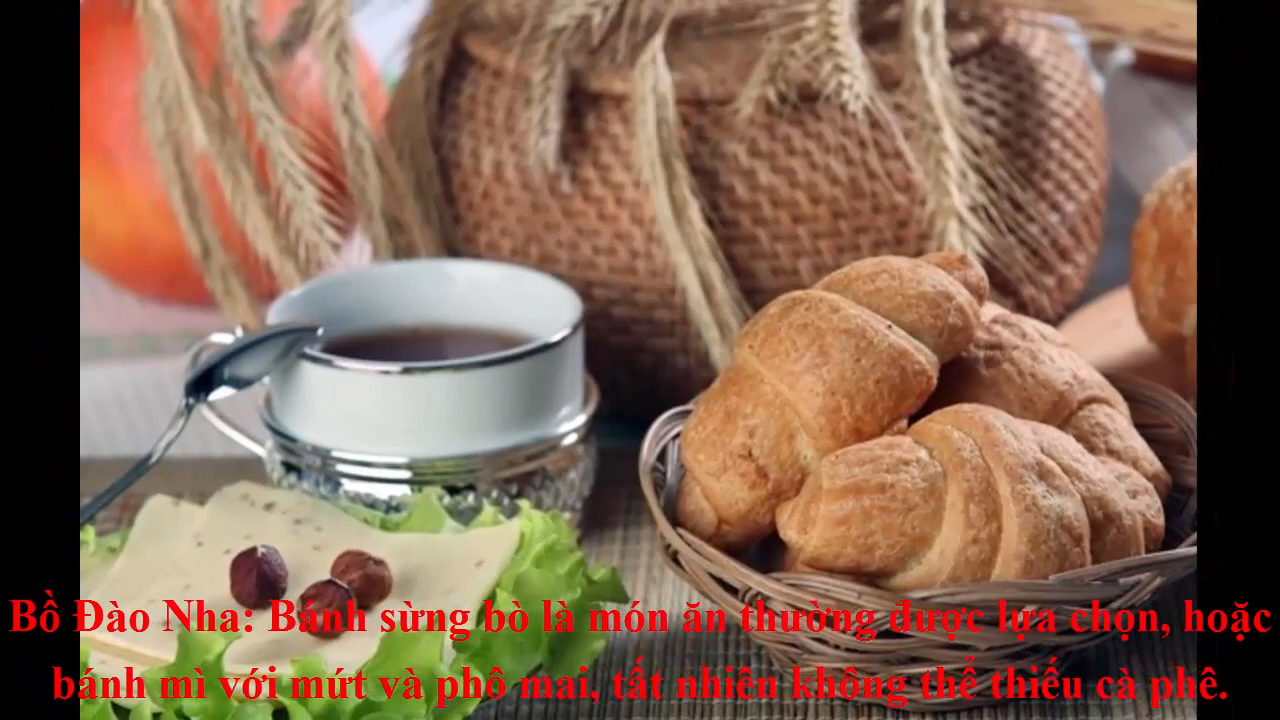 Bồ Đào Nha: Bánh sừng bò là món ăn thường được lựa chọn, hoặc
bánh mì với mứt và phô mai, tất nhiên không thể thiếu cà phê.